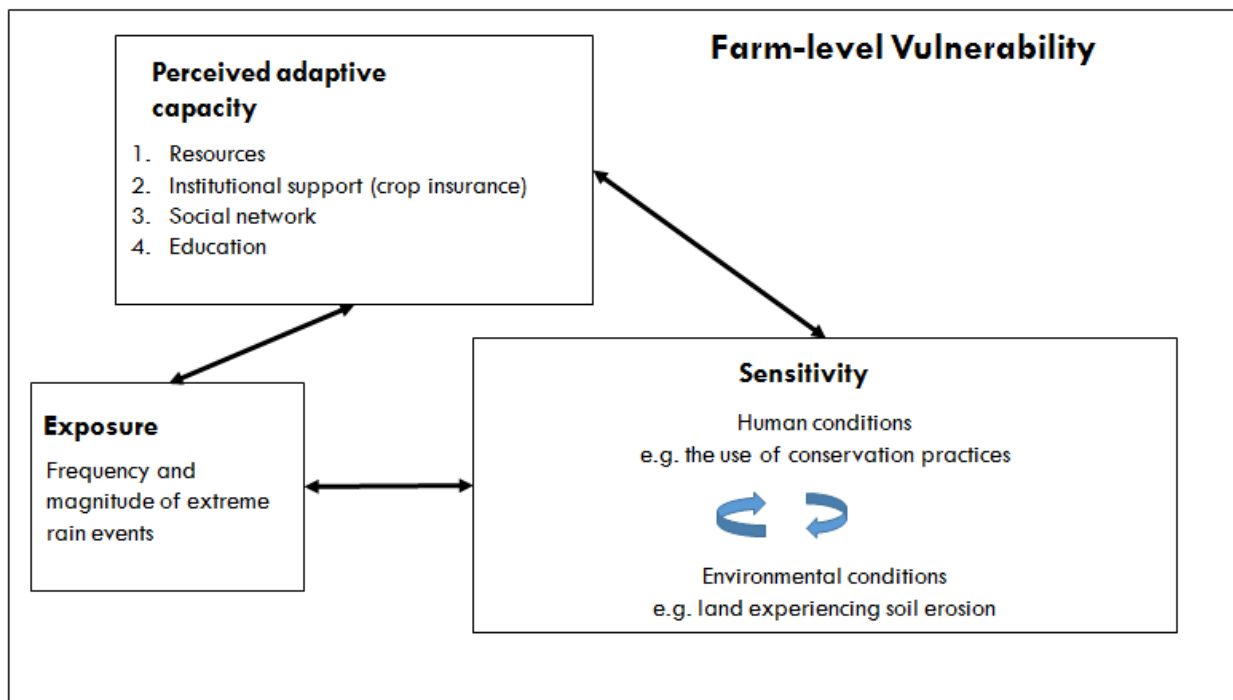 Farm-level Vulnerability
Perceived adaptive
capacity
1. Resources
2. Institutional support (crop insurance)
3. Social network
4. Education
Exposure
Frequency and
magnitude of extreme
rain events
Sensitivity
Human conditions
e.g. the use of conservation practices
Environmental conditions
e.g. land experiencing soil erosion